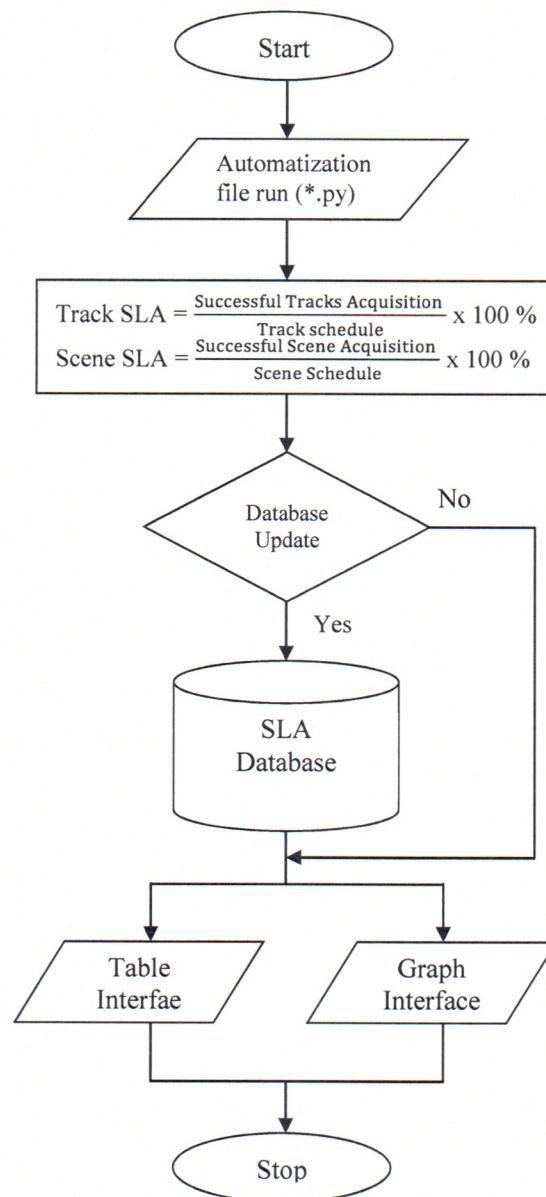 Start
Automatization
file run (*.py)
Track SLA = Successful Tracks Acquisition / Track schedule x 100 %
Scene SLA = Successful Scene Acquisition / Scene Schedule x 100 %
Database
Update
No
Yes
SLA
Database
Table
Interfae
Graph
Interface
Stop